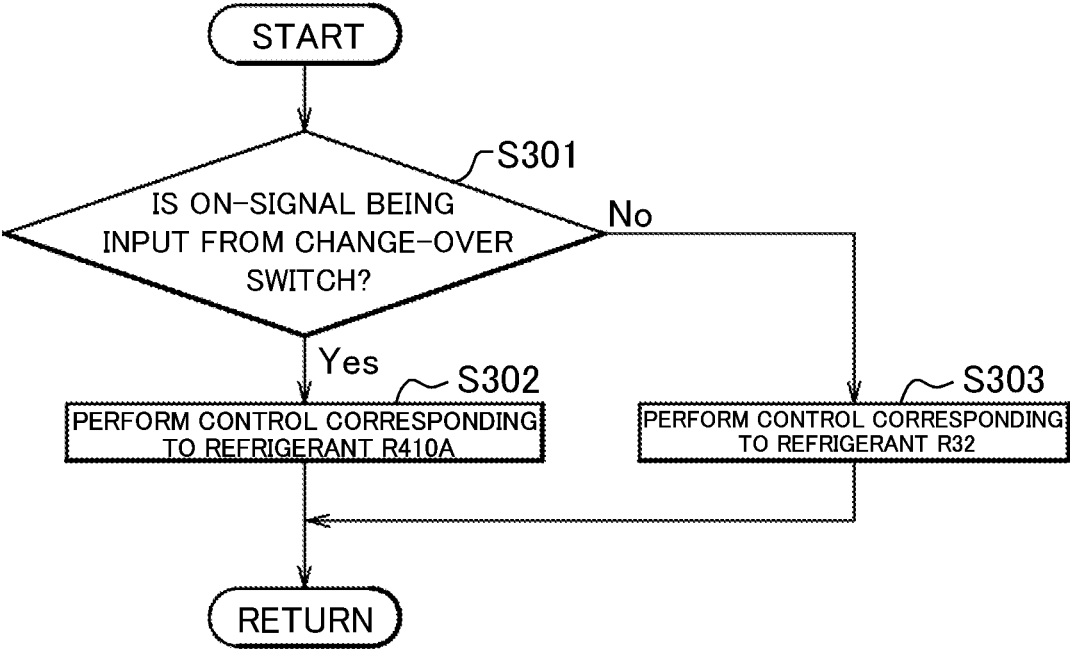 START
S301
IS ON-SIGNAL BEING
INPUT FROM CHANGE-OVER
SWITCH?
No
Yes
S302
PERFORM CONTROL CORRESPONDING
TO REFRIGERANT R410A
S303
PERFORM CONTROL CORRESPONDING
TO REFRIGERANT R32
RETURN